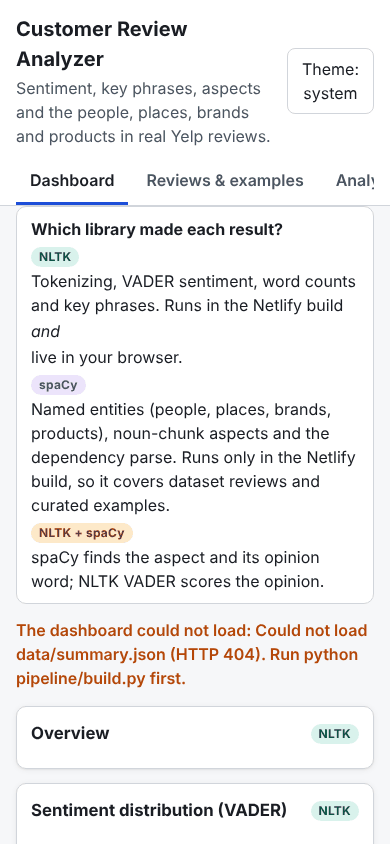 Customer Review
Analyzer
Sentiment, key phrases, aspects
and the people, places, brands
and products in real Yelp reviews.
Theme:
system
Dashboard
Reviews & examples
Analy
Which library made each result?
NLTK
Tokenizing, VADER sentiment, word counts
and key phrases. Runs in the Netlify build
and
live in your browser.
spaCy
Named entities (people, places, brands,
products), noun-chunk aspects and the
dependency parse. Runs only in the Netlify
build, so it covers dataset reviews and
curated examples.
NLTK + spaCy
spaCy finds the aspect and its opinion
word; NLTK VADER scores the opinion.
The dashboard could not load: Could not load
data/summary.json (HTTP 404). Run python
pipeline/build.py first.
Overview
NLTK
Sentiment distribution (VADER)
NLTK